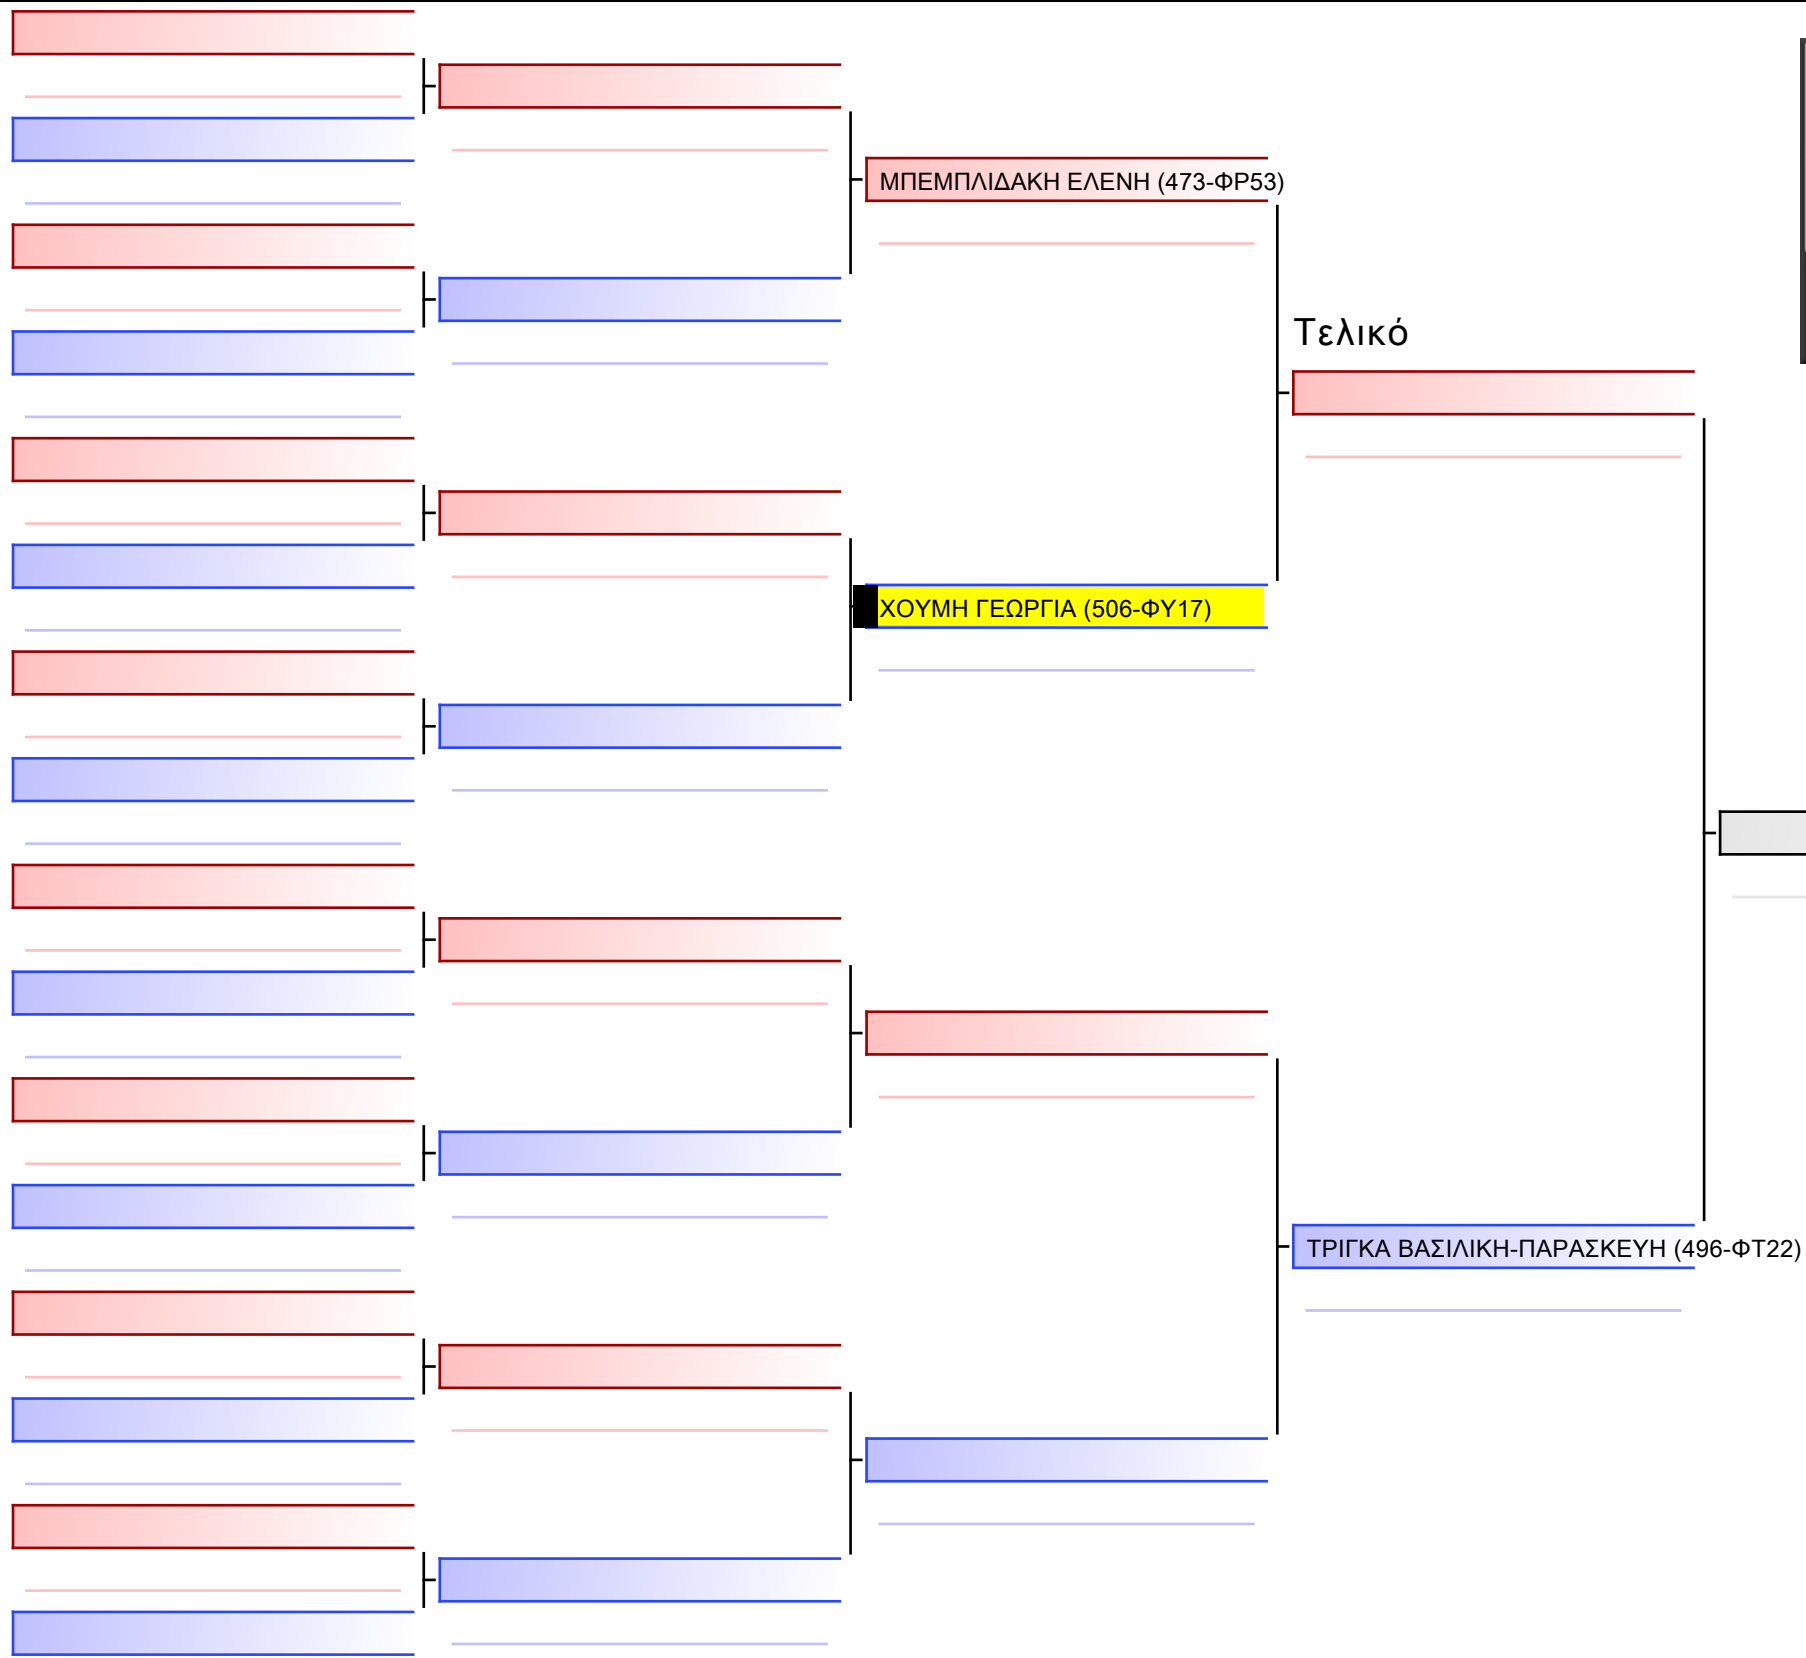 ΜΠΕΜΠΛΙΔΑΚΗ ΕΛΕΝΗ (473-ΦΡ53)
Τελικό
ΧΟΥΜΗ ΓΕΩΡΓΙΑ (506-ΦΥ17)
ΤΡΙΓΚΑ ΒΑΣΙΛΙΚΗ-ΠΑΡΑΣΚΕΥΗ (496-ΦΤ22)